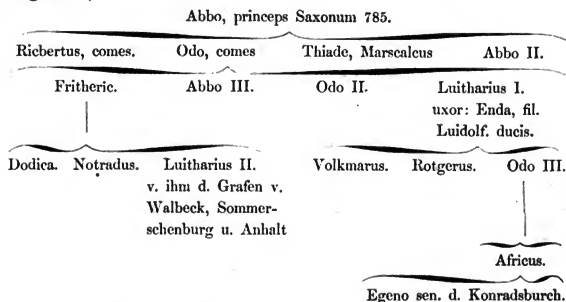 Abbo, princeps Saxonum 785.
Ricbertus, comes. Odo, comes Thiade, Marscalcus Abbo II.
Fritheric. Abbo III. Odo II. Luitharius I.
uxor: Enda, fil.
Luidolf. ducis.
Dodica. Notradus. Luitharius II. Volkmarus. Rotgerus. Odo III.
v. ihm d. Grafen v.
Walbeck, Sommer-
schenburg u. Anhalt
Africus.
Egeno sen. d. Konradsburch.